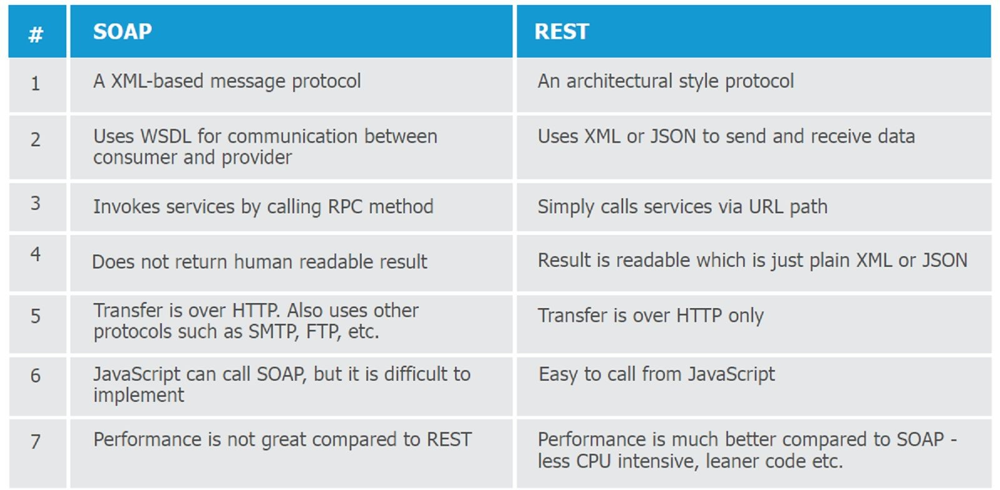 # SOAP REST
1 A XML-based message protocol An architectural style protocol
2 Uses WSDL for communication between Uses XML or JSON to send and receive data
consumer and provider
3 Invokes services by calling RPC method Simply calls services via URL path
4 Does not return human readable result Result is readable which is just plain XML or JSON
5 Transfer is over HTTP. Also uses other Transfer is over HTTP only
protocols such as SMTP, FTP, etc.
6 JavaScript can call SOAP, but it is difficult to Easy to call from JavaScript
implement
7 Performance is not great compared to REST Performance is much better compared to SOAP -
less CPU intensive, leaner code etc.